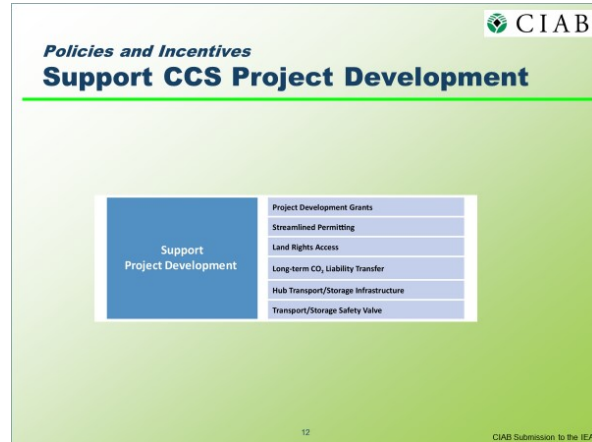 CIAB
Policies and Incentives
Support CCS Project Development
Support
Project Development
Project Development Grants
Streamlined Permitting
Land Rights Access
Long-term CO₂ Liability Transfer
Hub Transport/Storage Infrastructure
Transport/Storage Safety Valve
12
CIAB Submission to the IEA